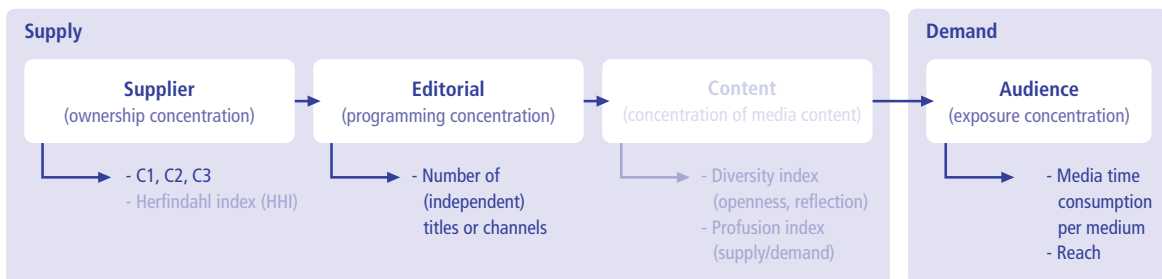 Supply
Demand
Supplier
(ownership concentration)
Editorial
(programming concentration)
Content
(concentration of media content)
Audience
(exposure concentration)
- C1, C2, C3
- Herfindahl index (HHI)
- Number of
(independent)
titles or channels
- Diversity index
(openness, reflection)
- Profusion index
(supply/demand)
- Media time
consumption
per medium
- Reach